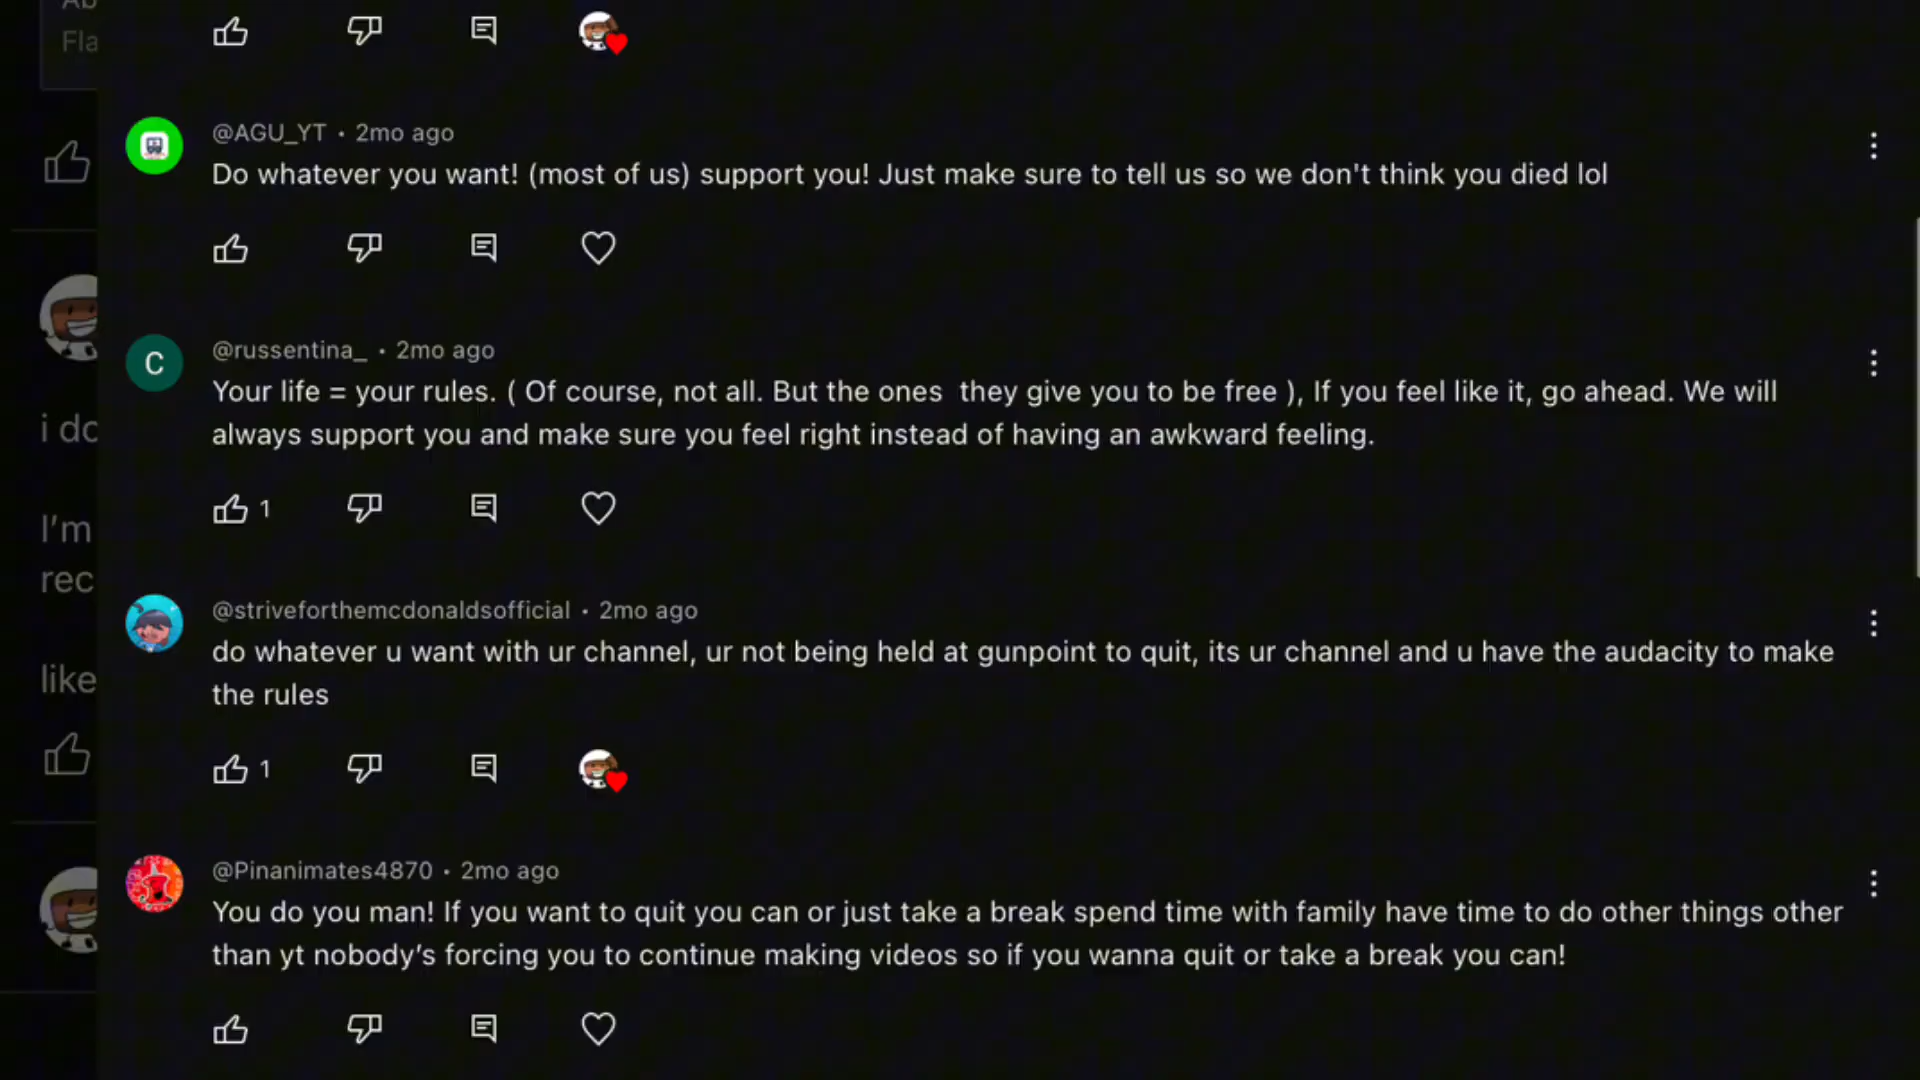 Fla
@AGU_YT • 2mo ago
Do whatever you want! (most of us) support you! Just make sure to tell us so we don't think you died lol
C
@russentina_ • 2mo ago
Your life = your rules. ( Of course, not all. But the ones  they give you to be free ), If you feel like it, go ahead. We will
always support you and make sure you feel right instead of having an awkward feeling.
i do
1
I'm
rec
@striveforthemcdonaldsofficial • 2mo ago
do whatever u want with ur channel, ur not being held at gunpoint to quit, its ur channel and u have the audacity to make
the rules
like
1
@Pinanimates4870 • 2mo ago
You do you man! If you want to quit you can or just take a break spend time with family have time to do other things other
than yt nobody's forcing you to continue making videos so if you wanna quit or take a break you can!